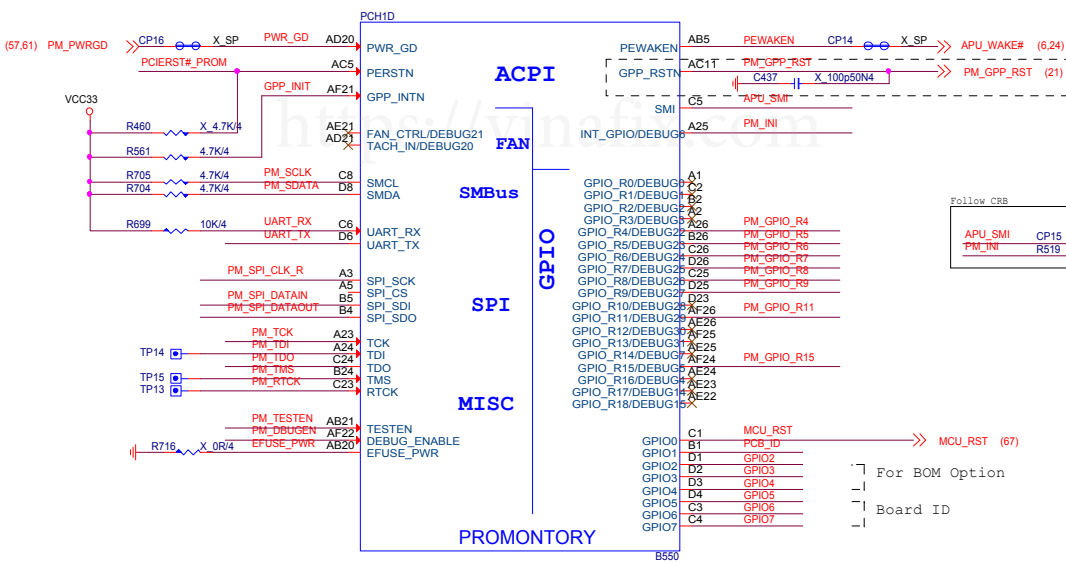 PCH1D
(57,61) PM_PWRGD CP16 X_SP PWR_GD AD20 PWR_GD
PCIERST#_PROM AC5 PERSTN
GPP_INIT AF21 GPP_INTN
VCC33
R460 X_4.7K/4 AE21 FAN_CTRL/DEBUG21
AD21 TACH_IN/DEBUG20
R561 4.7K/4
R705 4.7K/4 PM_SCLK C8 SMCL
R704 4.7K/4 PM_SDATA D8 SMDA
R699 10K/4 UART_RX C6 UART_RX
UART_TX D6 UART_TX
PM_SPI_CLK_R A3 SPI_SCK
A5 SPI_CS
PM_SPI_DATAIN B5 SPI_SDI
PM_SPI_DATAOUT B4 SPI_SDO
PM_TCK A23 TCK
TP14 PM_TDI A24 TDI
PM_TDO C24 TDO
TP15 PM_TMS B24 TMS
TP13 PM_RTCK C23 RTCK
PM_TESTEN AB21 TESTEN
PM_DBUGEN AF22 DEBUG_ENABLE
R716 X_0R/4 EFUSE_PWR AB20 EFUSE_PWR
ACPI
FAN
SMBus
GPIO
SPI
MISC
PROMONTORY
B550
https://vinafix.com
PEWAKEN AB5 PEWAKEN CP14 X_SP APU_WAKE# (6,24)
GPP_RSTN AC11 PM_GPP_RST PM_GPP_RST (21)
C437 X_100p50N4
SMI C5 APU_SMI
INT_GPIO/DEBUG6 A25 PM_INI
GPIO_R0/DEBUG0 A1
GPIO_R1/DEBUG1 C2
GPIO_R2/DEBUG2 B2
GPIO_R3/DEBUG3 A2
GPIO_R4/DEBUG22 A26 PM_GPIO_R4
GPIO_R5/DEBUG23 B26 PM_GPIO_R5
GPIO_R6/DEBUG24 C26 PM_GPIO_R6
GPIO_R7/DEBUG25 D26 PM_GPIO_R7
GPIO_R8/DEBUG26 C25 PM_GPIO_R8
GPIO_R9/DEBUG27 D25 PM_GPIO_R9
GPIO_R10/DEBUG28 D23
GPIO_R11/DEBUG29 AF26 PM_GPIO_R11
GPIO_R12/DEBUG30 AE26
GPIO_R13/DEBUG31 AF25
GPIO_R14/DEBUG7 AE25
GPIO_R15/DEBUG5 AF24 PM_GPIO_R15
GPIO_R16/DEBUG4 AE24
GPIO_R17/DEBUG14 AE23
GPIO_R18/DEBUG15 AE22
GPIO0 C1 MCU_RST MCU_RST (67)
GPIO1 B1 PCB_ID
GPIO2 D1 GPIO2
GPIO3 D2 GPIO3
GPIO4 D3 GPIO4
GPIO5 D4 GPIO5
GPIO6 C3 GPIO6
GPIO7 C4 GPIO7
For BOM Option
Board ID
Follow CRB
APU_SMI CP15
PM_INI R519